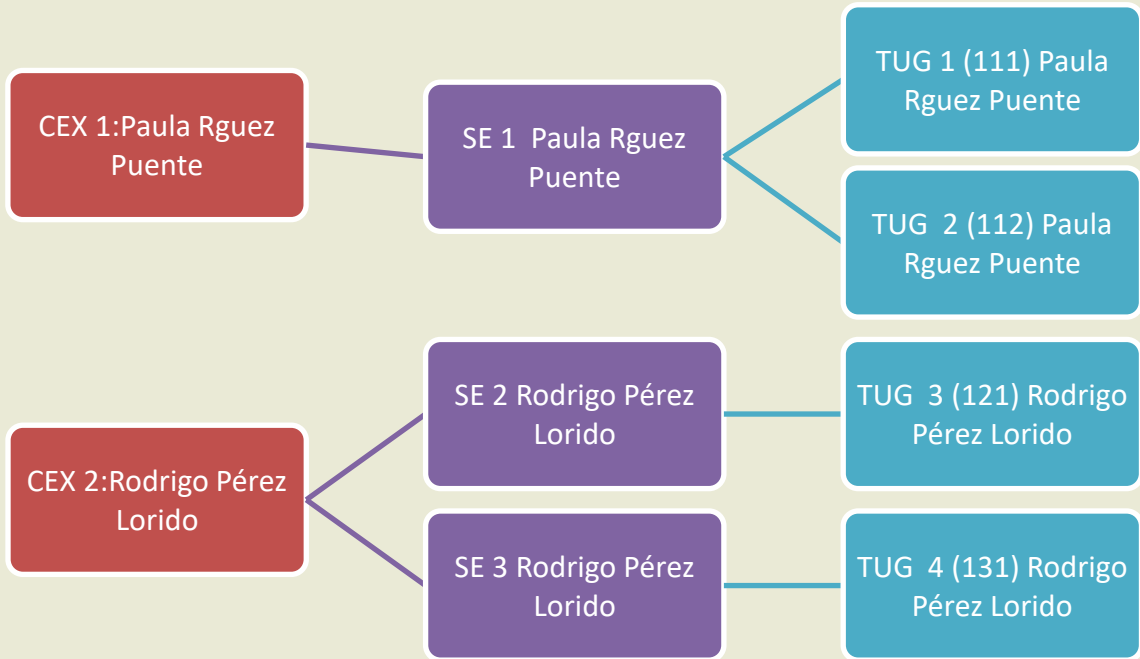 CEX 1:Paula Rguez
Puente
SE 1 Paula Rguez
Puente
TUG 1 (111) Paula
Rguez Puente
TUG 2 (112) Paula
Rguez Puente
CEX 2:Rodrigo Pérez
Lorido
SE 2 Rodrigo Pérez
Lorido
TUG 3 (121) Rodrigo
Pérez Lorido
SE 3 Rodrigo Pérez
Lorido
TUG 4 (131) Rodrigo
Pérez Lorido